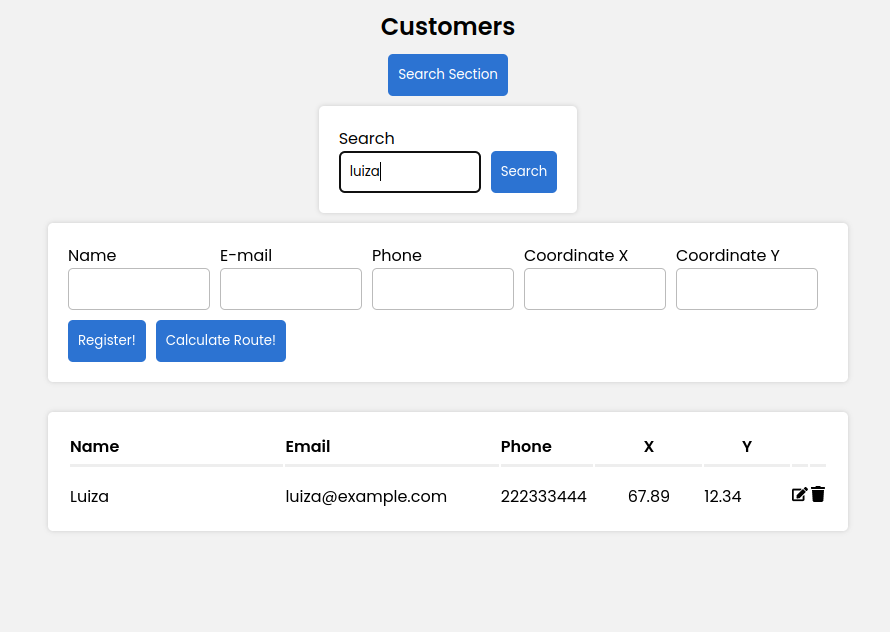 Customers
Search Section
Search
luiza Search
Name E-mail Phone Coordinate X Coordinate Y
Register! Calculate Route!
Name Email Phone X Y
Luiza luiza@example.com 222333444 67.89 12.34